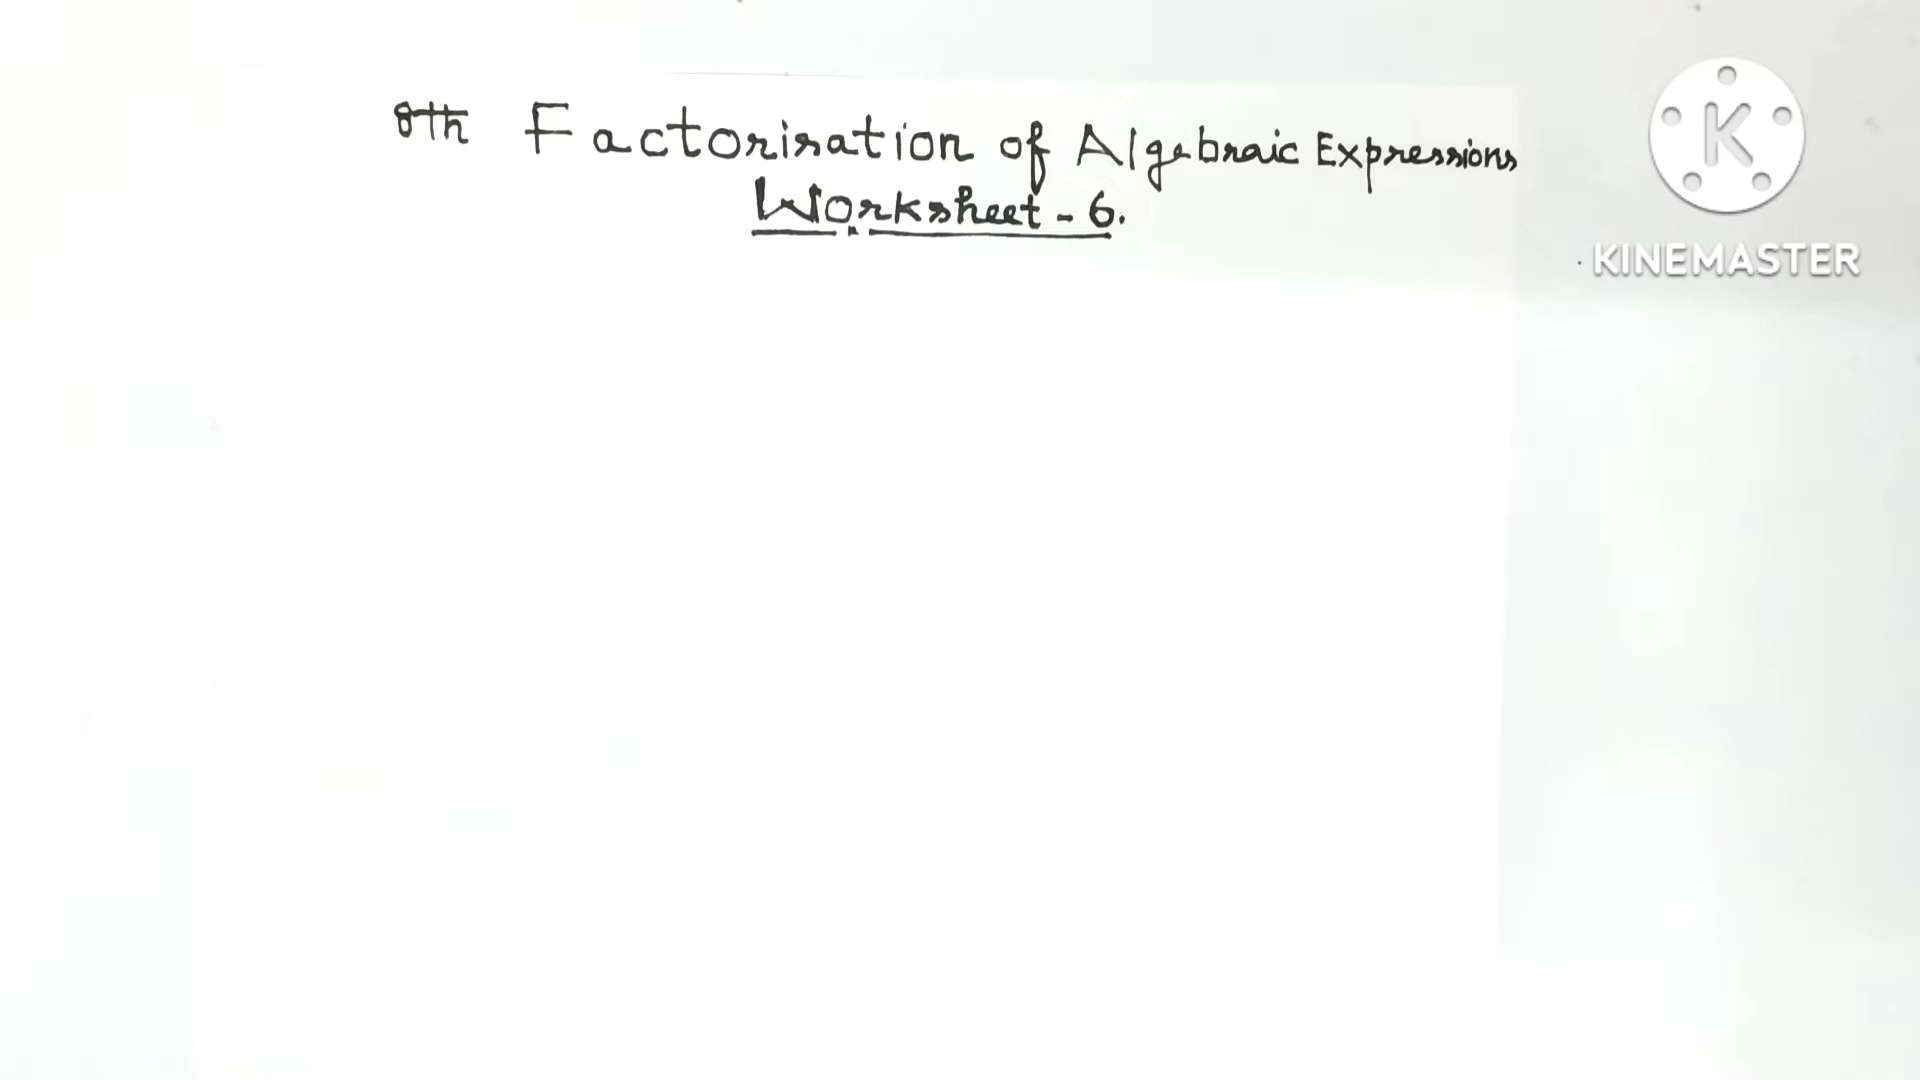 8th Factorisation of Algebraic Expressions
Worksheet - 6.
K
KINEMASTER